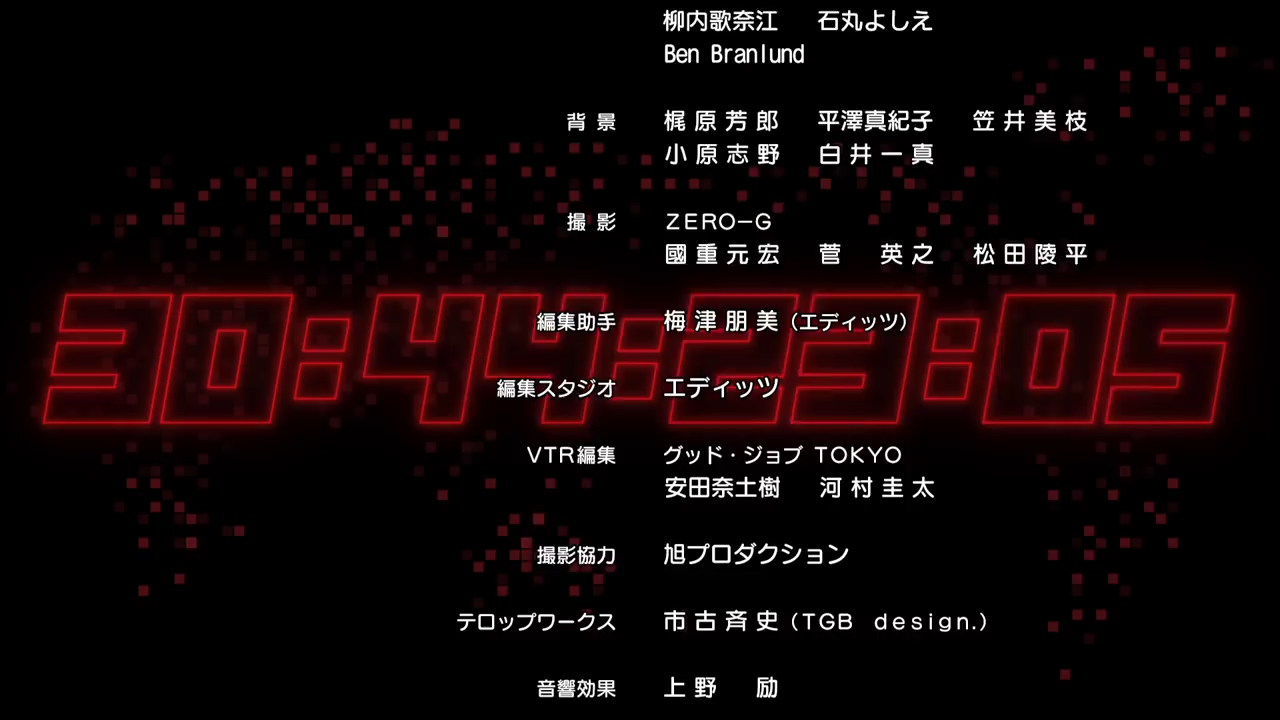 柳内歌奈江 石丸よしえ
Ben Branlund
背景 梶原芳郎 平澤真紀子 笠井美枝
小原志野 白井一真
撮影 ZERO-G
國重元宏 菅 英之 松田陵平
30:44:23:05
編集助手 梅津朋美(エディッツ)
編集スタジオ エディッツ
VTR編集 グッド・ジョブ TOKYO
安田奈土樹 河村圭太
撮影協力 旭プロダクション
テロップワークス 市古斉史(TGB design.)
音響効果 上野 励